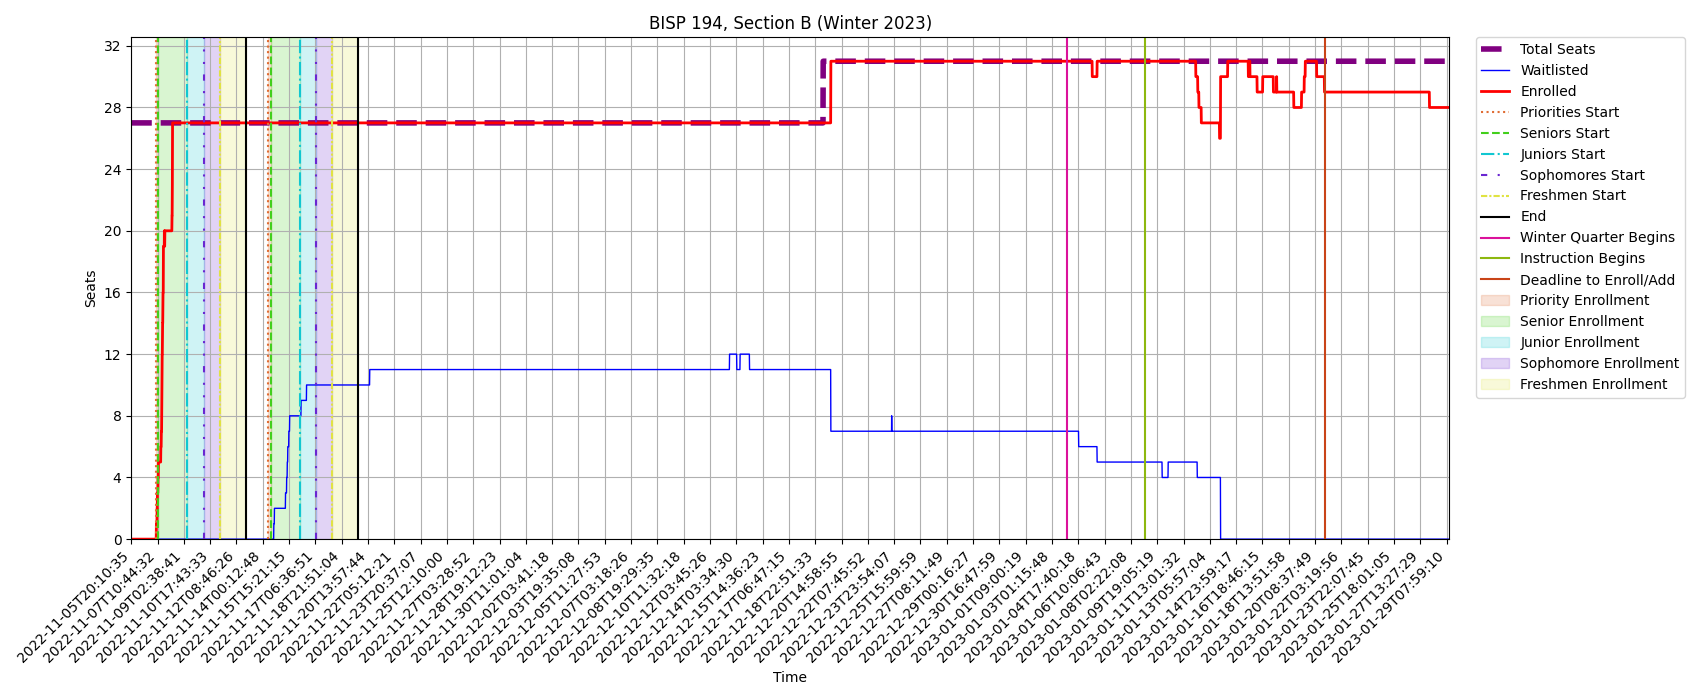 BISP 194, Section B (Winter 2023)
Seats
32
28
24
20
16
12
8
4
0
2022-11-05T20:10:35
2022-11-07T10:44:32
2022-11-09T02:38:41
2022-11-10T17:43:33
2022-11-12T08:46:26
2022-11-14T00:12:48
2022-11-15T15:21:15
2022-11-17T06:36:51
2022-11-18T21:51:04
2022-11-20T13:57:44
2022-11-22T05:12:21
2022-11-23T20:37:07
2022-11-25T12:10:00
2022-11-27T03:28:52
2022-11-28T19:12:23
2022-11-30T11:01:04
2022-12-02T03:41:18
2022-12-03T19:35:08
2022-12-05T11:27:53
2022-12-07T03:18:26
2022-12-08T19:29:35
2022-12-10T11:32:18
2022-12-12T03:45:26
2022-12-14T03:34:30
2022-12-15T14:36:23
2022-12-17T06:47:15
2022-12-18T22:51:33
2022-12-20T14:58:55
2022-12-22T07:45:52
2022-12-23T23:54:07
2022-12-25T15:59:59
2022-12-27T08:11:49
2022-12-29T00:16:27
2022-12-30T16:47:59
2023-01-01T09:00:19
2023-01-03T01:15:48
2023-01-04T17:40:18
2023-01-06T10:06:43
2023-01-08T02:22:08
2023-01-09T19:05:19
2023-01-11T13:01:32
2023-01-13T05:57:04
2023-01-14T23:59:17
2023-01-16T18:46:15
2023-01-18T13:51:58
2023-01-20T08:37:49
2023-01-22T03:19:56
2023-01-23T22:07:45
2023-01-25T18:01:05
2023-01-27T13:27:29
2023-01-29T07:59:10
Time
Total Seats
Waitlisted
Enrolled
Priorities Start
Seniors Start
Juniors Start
Sophomores Start
Freshmen Start
End
Winter Quarter Begins
Instruction Begins
Deadline to Enroll/Add
Priority Enrollment
Senior Enrollment
Junior Enrollment
Sophomore Enrollment
Freshmen Enrollment